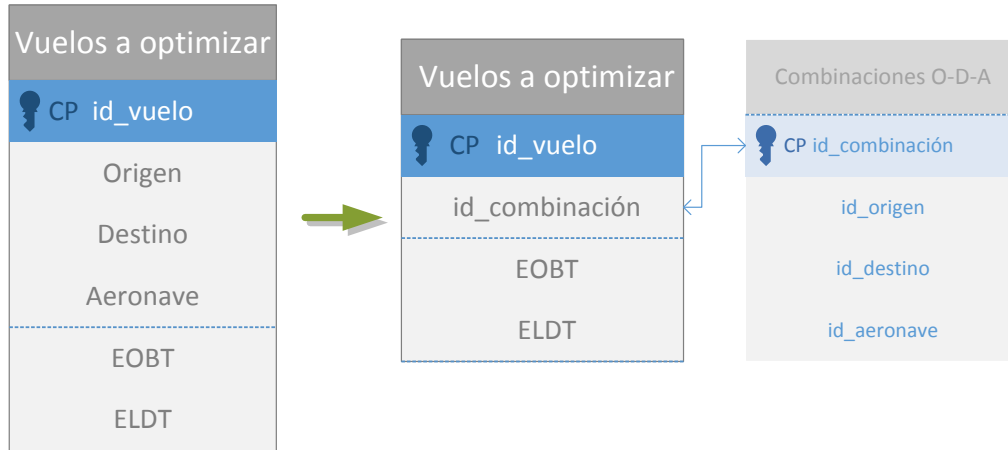 Vuelos a optimizar
CP id_vuelo
Origen
Destino
Aeronave
EOBT
ELDT
Vuelos a optimizar
CP id_vuelo
id_combinación
EOBT
ELDT
Combinaciones O-D-A
CP id_combinación
id_origen
id_destino
id_aeronave